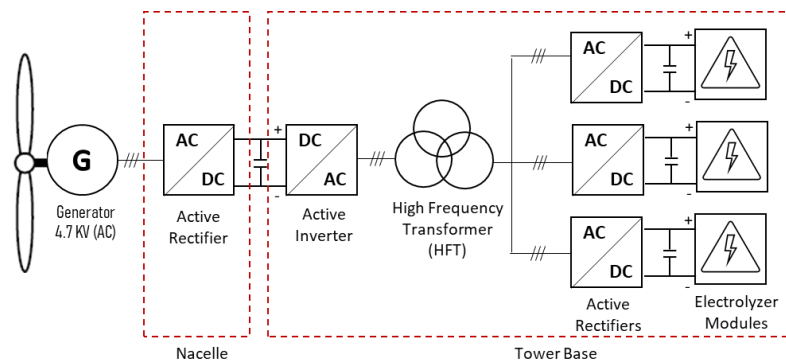 G
Generator
4.7 KV (AC)
AC
DC
Active
Rectifier
+
-
DC
AC
Active
Inverter
High Frequency
Transformer
(HFT)
AC
DC
+
-
AC
DC
+
-
AC
DC
+
-
Active
Rectifiers
Electrolyzer
Modules
Nacelle
Tower Base